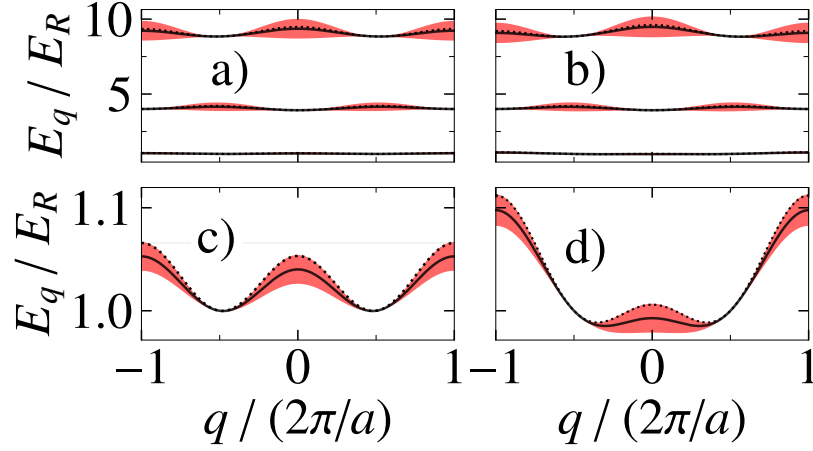 10
5
E_q / E_R
a)
b)
1.1
1.0
E_q / E_R
c)
d)
−1 0 1 −1 0 1
q / (2π/a) q / (2π/a)